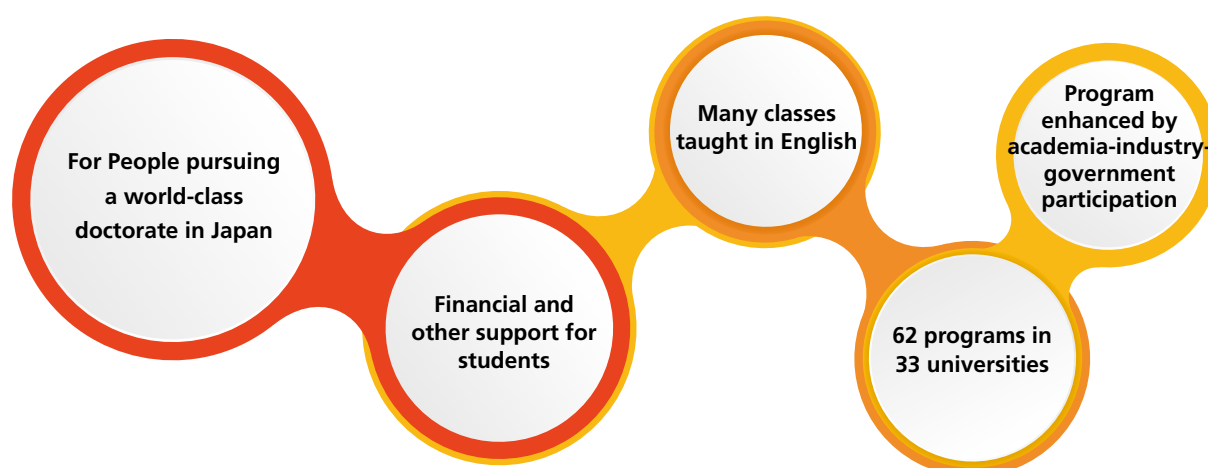 For People pursuing
a world-class
doctorate in Japan
Financial and
other support for
students
Many classes
taught in English
62 programs in
33 universities
Program
enhanced by
academia-industry-
government
participation